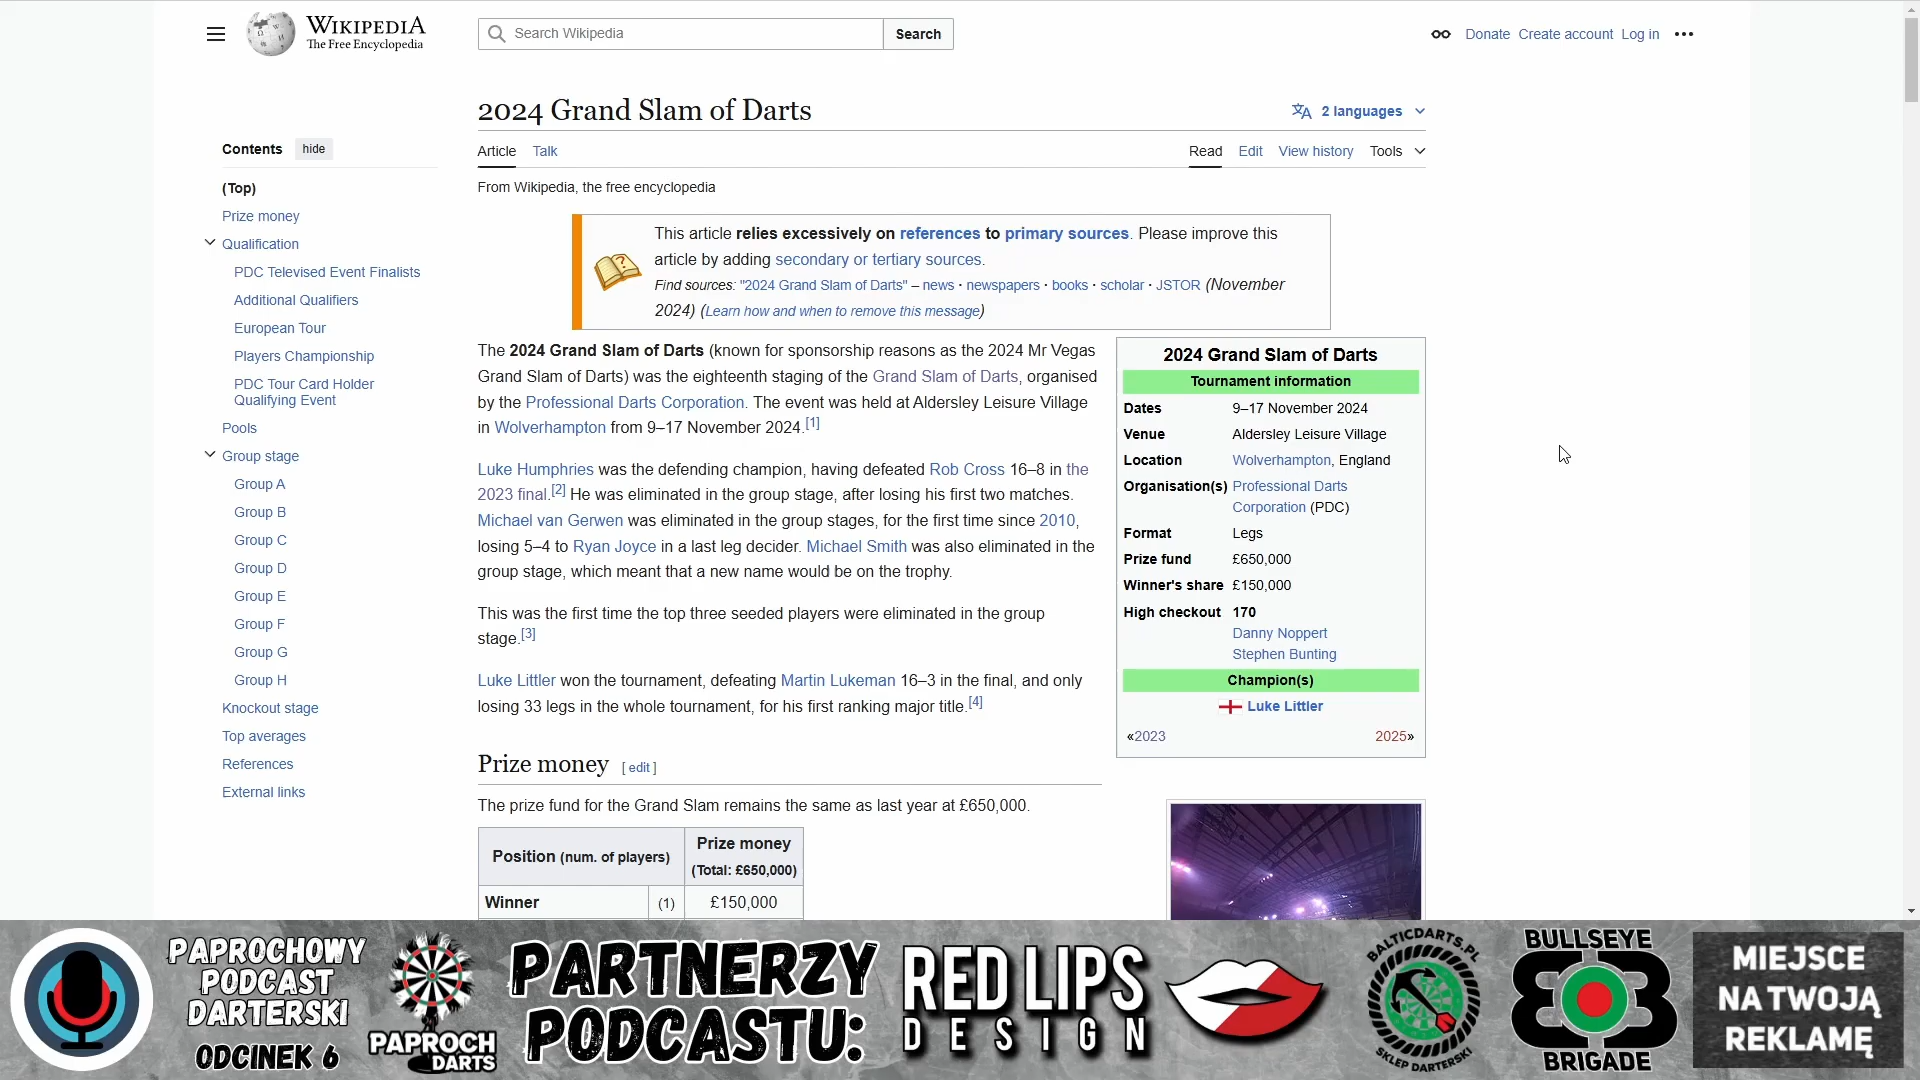 WIKIPEDIA
The Free Encyclopedia
Search Wikipedia
Search
Donate Create account Log in
2024 Grand Slam of Darts
2 languages
Article Talk
Read Edit View history Tools
From Wikipedia, the free encyclopedia
Contents hide
(Top)
Prize money
Qualification
PDC Televised Event Finalists
Additional Qualifiers
European Tour
Players Championship
PDC Tour Card Holder
Qualifying Event
Pools
Group stage
Group A
Group B
Group C
Group D
Group E
Group F
Group G
Group H
Knockout stage
Top averages
References
External links
This article relies excessively on references to primary sources. Please improve this
article by adding secondary or tertiary sources.
Find sources: "2024 Grand Slam of Darts" – news · newspapers · books · scholar · JSTOR (November
2024) (Learn how and when to remove this message)
The 2024 Grand Slam of Darts (known for sponsorship reasons as the 2024 Mr Vegas
Grand Slam of Darts) was the eighteenth staging of the Grand Slam of Darts, organised
by the Professional Darts Corporation. The event was held at Aldersley Leisure Village
in Wolverhampton from 9–17 November 2024.[1]
Luke Humphries was the defending champion, having defeated Rob Cross 16–8 in the
2023 final.[2] He was eliminated in the group stage, after losing his first two matches.
Michael van Gerwen was eliminated in the group stages, for the first time since 2010,
losing 5–4 to Ryan Joyce in a last leg decider. Michael Smith was also eliminated in the
group stage, which meant that a new name would be on the trophy.
This was the first time the top three seeded players were eliminated in the group
stage.[3]
Luke Littler won the tournament, defeating Martin Lukeman 16–3 in the final, and only
losing 33 legs in the whole tournament, for his first ranking major title.[4]
2024 Grand Slam of Darts
Tournament information
Dates 9–17 November 2024
Venue Aldersley Leisure Village
Location Wolverhampton, England
Organisation(s) Professional Darts
Corporation (PDC)
Format Legs
Prize fund £650,000
Winner's share £150,000
High checkout 170
Danny Noppert
Stephen Bunting
Champion(s)
Luke Littler
«2023 2025»
Prize money [ edit ]
The prize fund for the Grand Slam remains the same as last year at £650,000.
Position (num. of players) Prize money
(Total: £650,000)
Winner (1) £150,000
PAPROCHOWY
PODCAST
DARTERSKI
ODCINEK 6
PAPROCH
DARTS
PARTNERZY
PODCASTU:
RED LIPS
DESIGN
BALTICDARTS.PL
SKLEP DARTERSKI
BULLSEYE
BRIGADE
MIEJSCE
NA TWOJĄ
REKLAMĘ